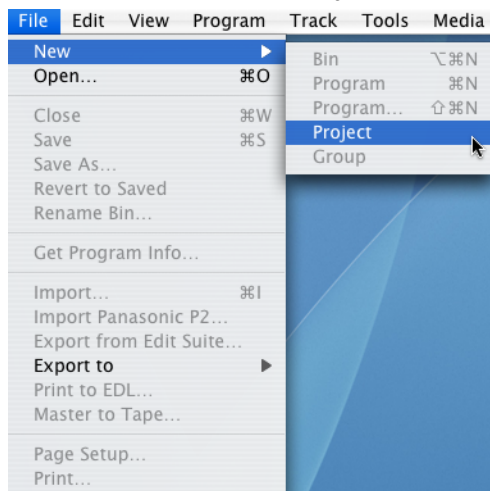 File Edit View Program Track Tools Media
New
Open... ⌘O
Close ⌘W
Save ⌘S
Save As...
Revert to Saved
Rename Bin...
Get Program Info...
Import... ⌘I
Import Panasonic P2...
Export from Edit Suite...
Export to
Print to EDL...
Master to Tape...
Page Setup...
Print...
Bin ⌥⌘N
Program ⌘N
Program... ⇧⌘N
Project
Group